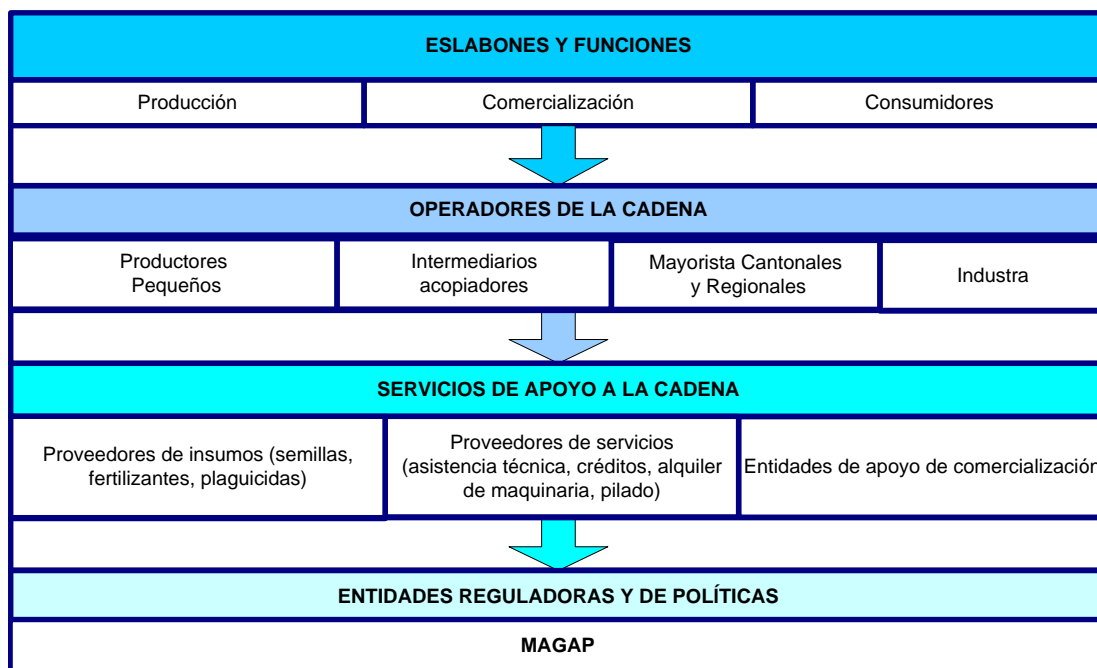 ESLABONES Y FUNCIONES
Producción
Comercialización
Consumidores
OPERADORES DE LA CADENA
Productores
Pequeños
Intermediarios
acopiadores
Mayorista Cantonales
y Regionales
Industra
SERVICIOS DE APOYO A LA CADENA
Proveedores de insumos (semillas,
fertilizantes, plaguicidas)
Proveedores de servicios
(asistencia técnica, créditos, alquiler
de maquinaria, pilado)
Entidades de apoyo de comercialización
ENTIDADES REGULADORAS Y DE POLÍTICAS
MAGAP